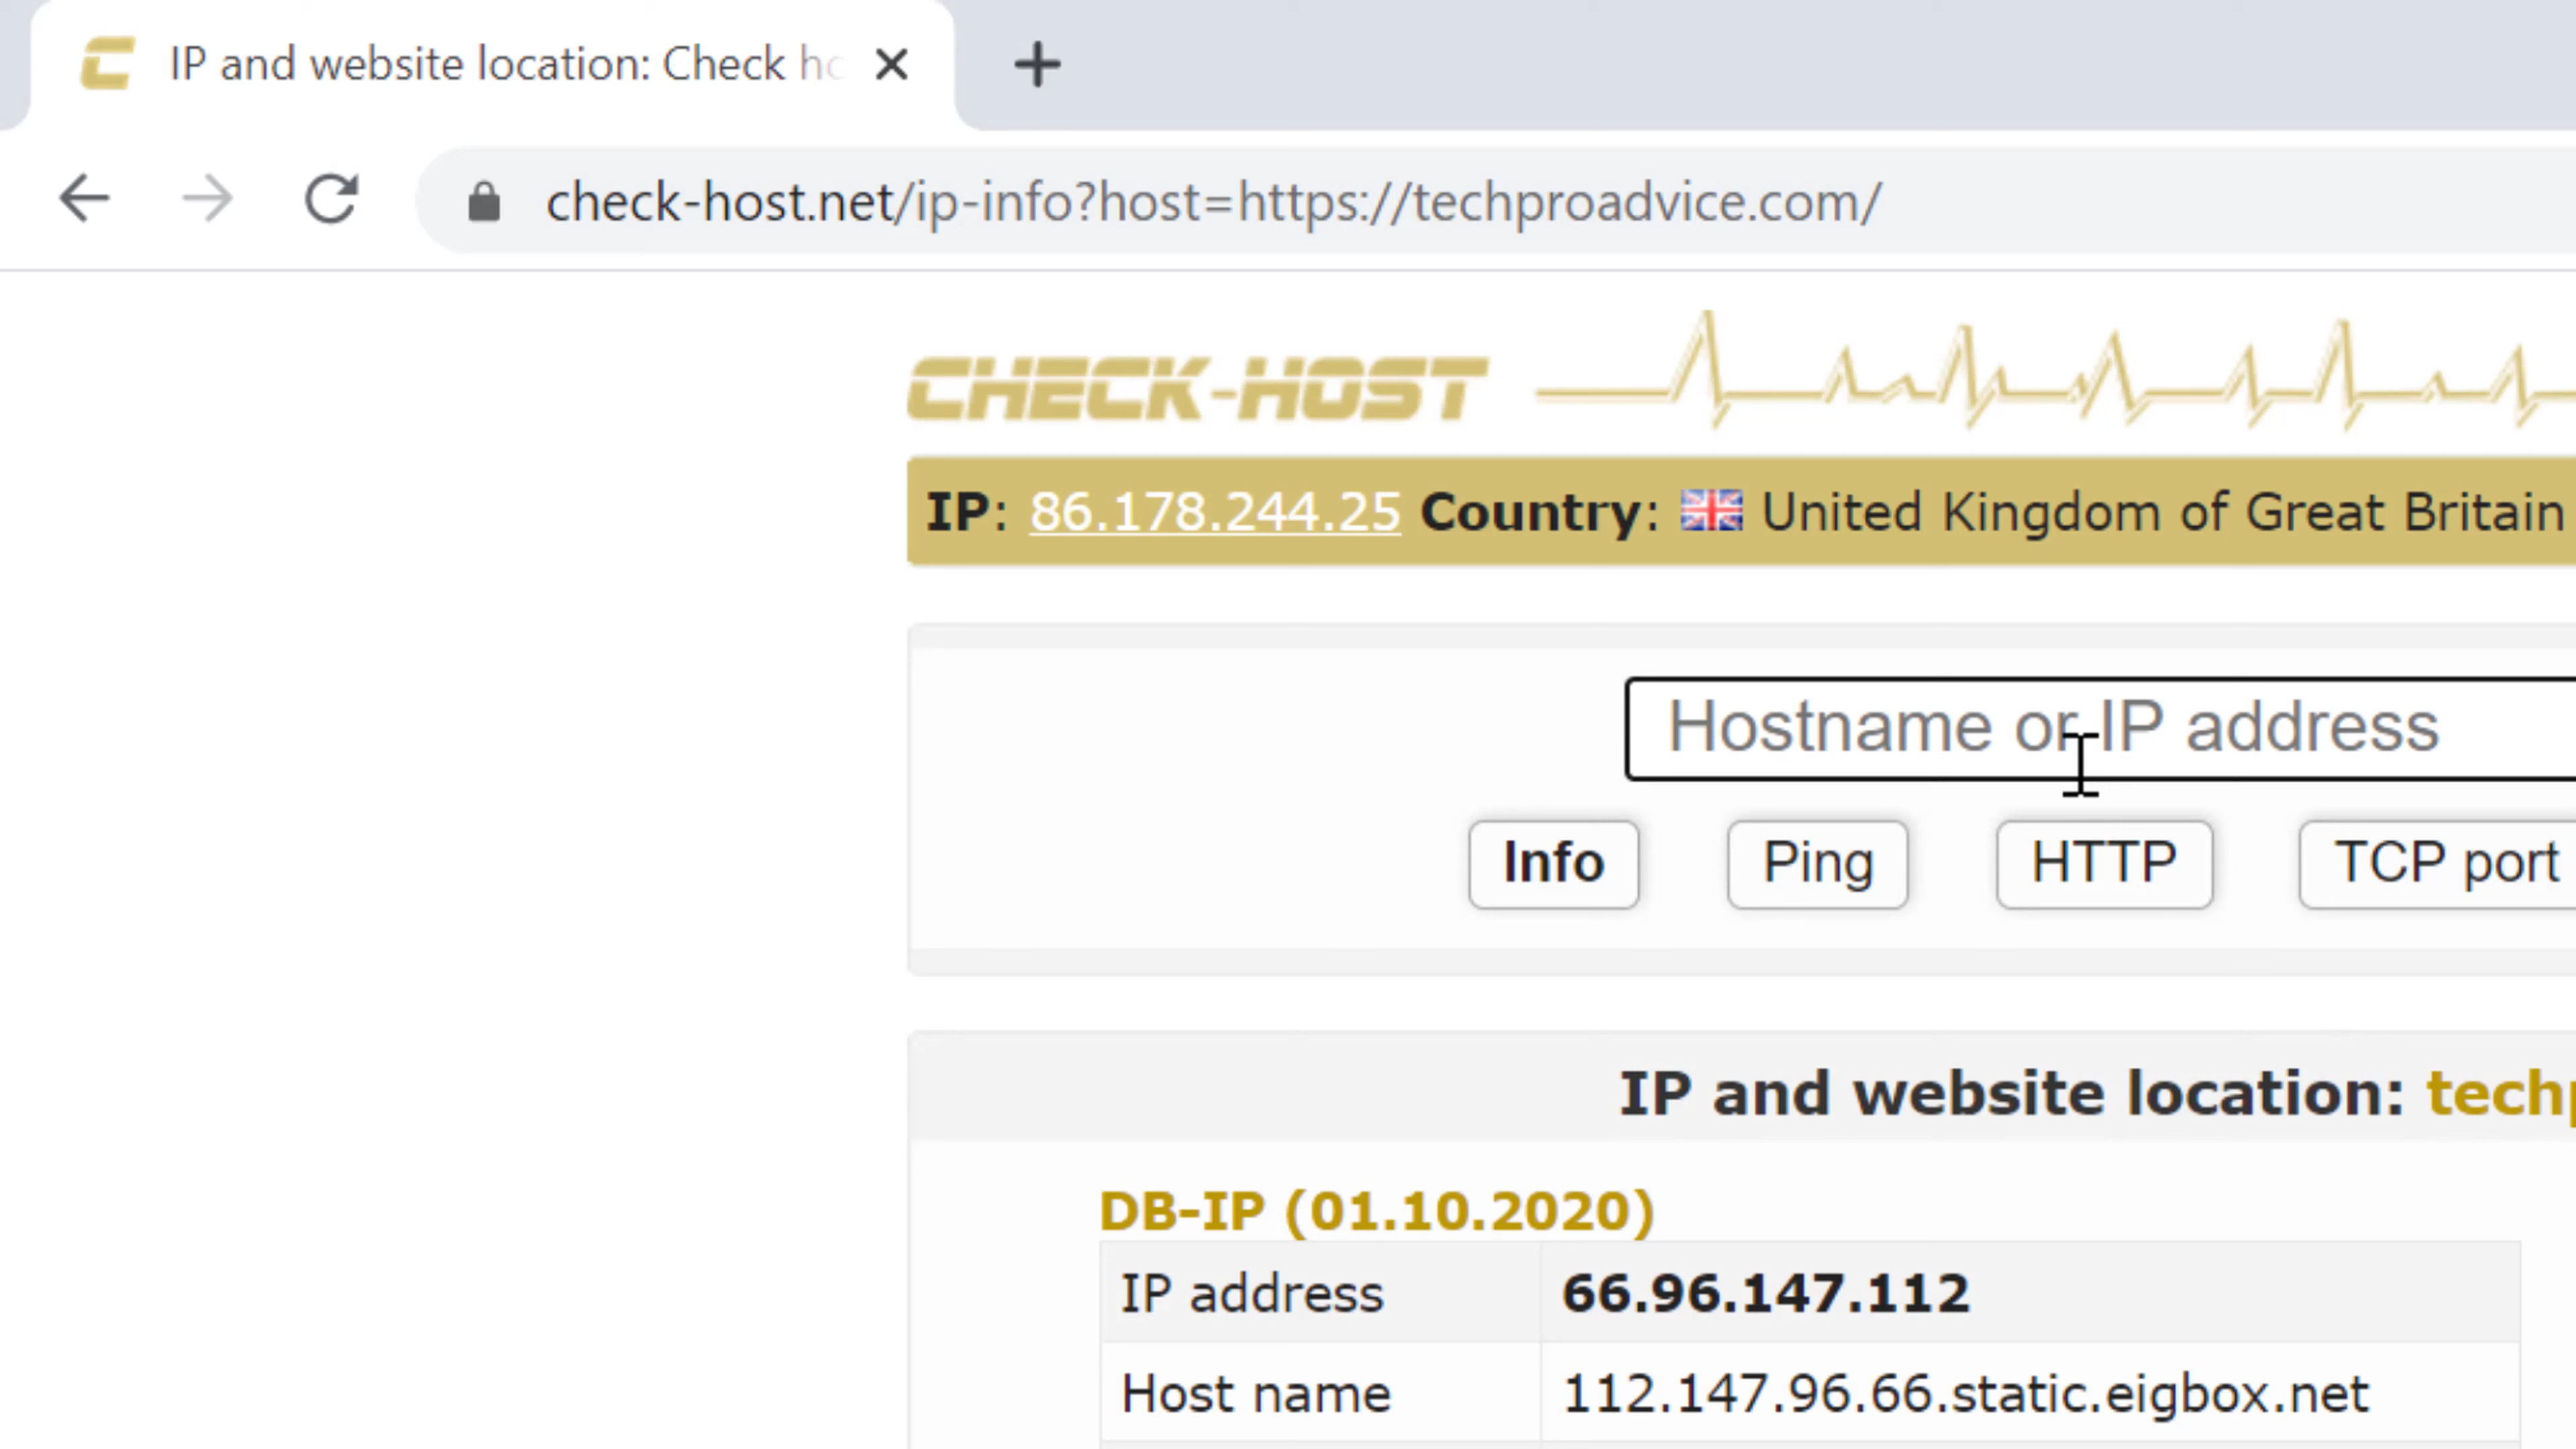 IP and website location: Check ho
check-host.net/ip-info?host=https://techproadvice.com/
CHECK-HOST
IP: 86.178.244.25 Country: United Kingdom of Great Britain
Hostname or IP address
Info Ping HTTP TCP port
IP and website location: techp
DB-IP (01.10.2020)
IP address 66.96.147.112
Host name 112.147.96.66.static.eigbox.net